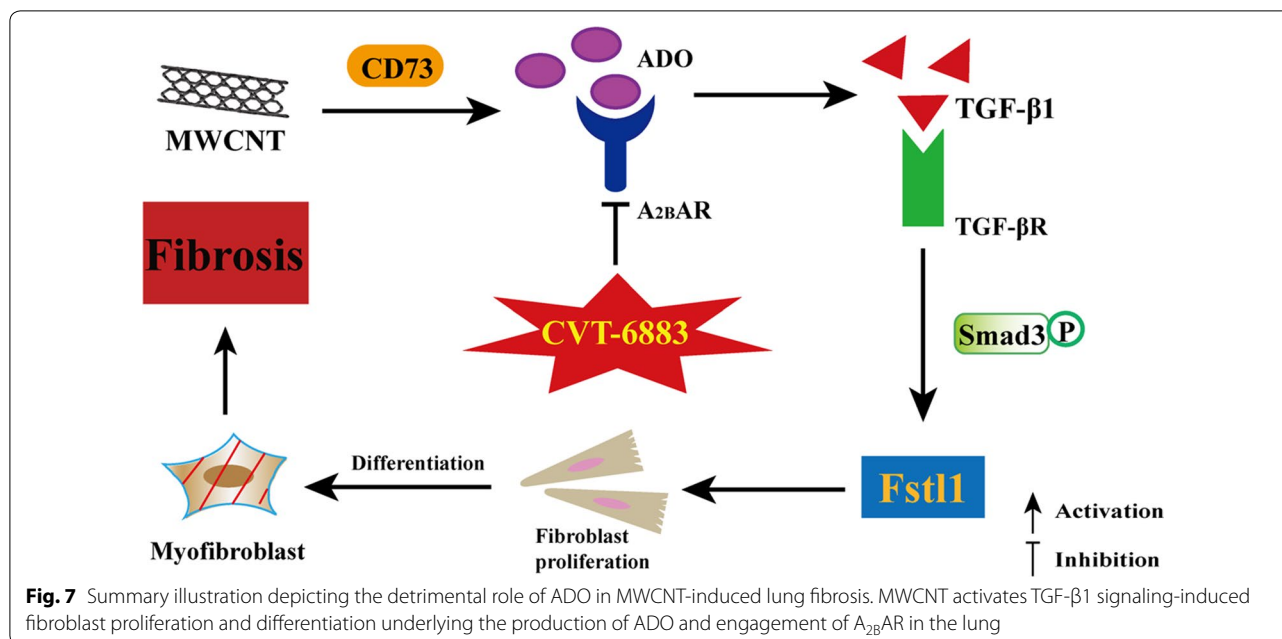 CD73
ADO
MWCNT
TGF-β1
A₂BAR
TGF-βR
Fibrosis
CVT-6883
Smad3 P
Differentiation
Fstl1
Myofibroblast
Fibroblast
proliferation
Activation
Inhibition
Fig. 7 Summary illustration depicting the detrimental role of ADO in MWCNT-induced lung fibrosis. MWCNT activates TGF-β1 signaling-induced
fibroblast proliferation and differentiation underlying the production of ADO and engagement of A₂BAR in the lung